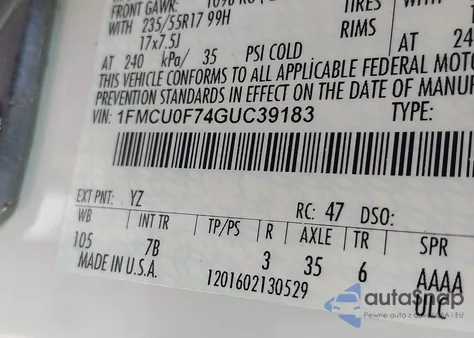 FRONT GAWR:
WITH 235/55R17 99H TIRES
17x7.5J RIMS
AT 240 kPa/ 35 PSI COLD AT 24
THIS VEHICLE CONFORMS TO ALL APPLICABLE FEDERAL MOTO
PREVENTION STANDARDS IN EFFECT ON THE DATE OF M
VIN: 1FMCU0F74GUC39183 TYPE:
EXT PNT: YZ RC: 47 DSO:
WB INT TR TP/PS R AXLE TR SPR
105 7B 3 35 6 AAAA
MADE IN U.S.A. 1201602130529 ULC
autoSnap
Pewne auta z